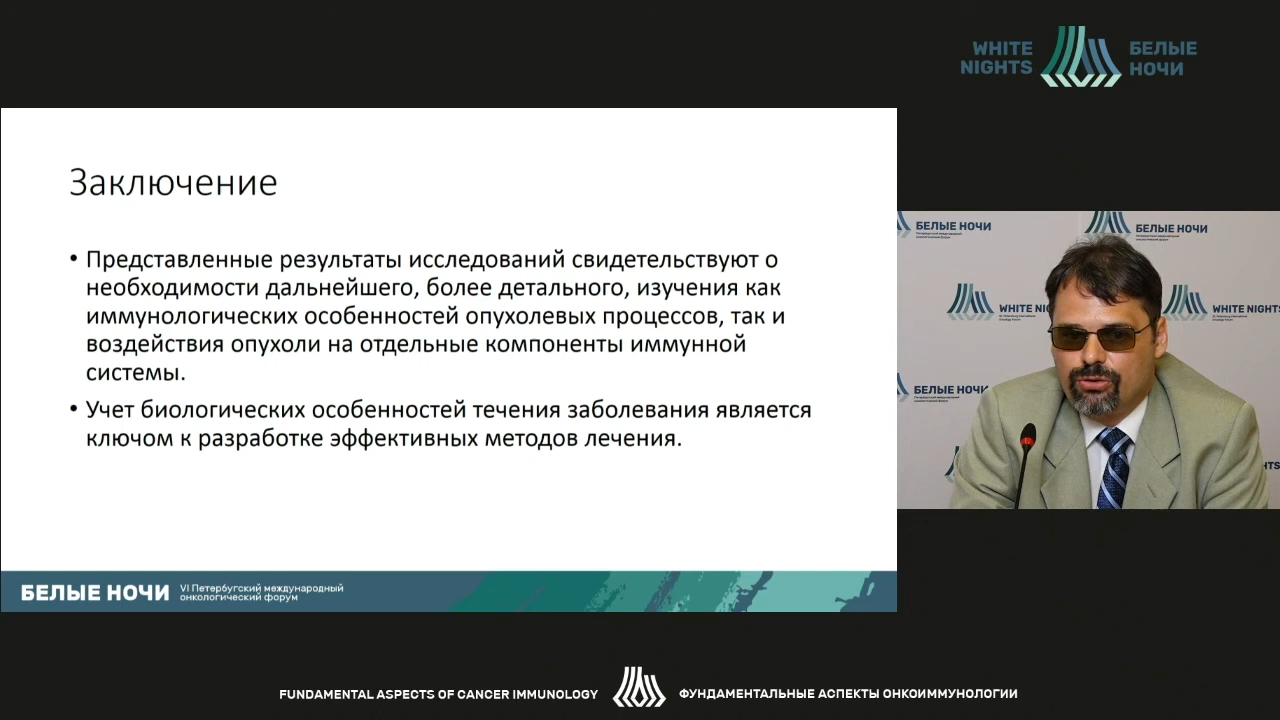 WHITE
NIGHTS
БЕЛЫЕ
НОЧИ
Заключение
• Представленные результаты исследований свидетельствуют о
необходимости дальнейшего, более детального, изучения как
иммунологических особенностей опухолевых процессов, так и
воздействия опухоли на отдельные компоненты иммунной
системы.
• Учет биологических особенностей течения заболевания является
ключом к разработке эффективных методов лечения.
БЕЛЫЕ НОЧИ
VI Петербугский международный
онкологический форум
БЕЛЫЕ НОЧИ
БЕЛЫЕ НОЧИ
WHITE NIG
WHITE NIGHTS
БЕЛЫЕ НОЧИ
FUNDAMENTAL ASPECTS OF CANCER IMMUNOLOGY
ФУНДАМЕНТАЛЬНЫЕ АСПЕКТЫ ОНКОИММУНОЛОГИИ